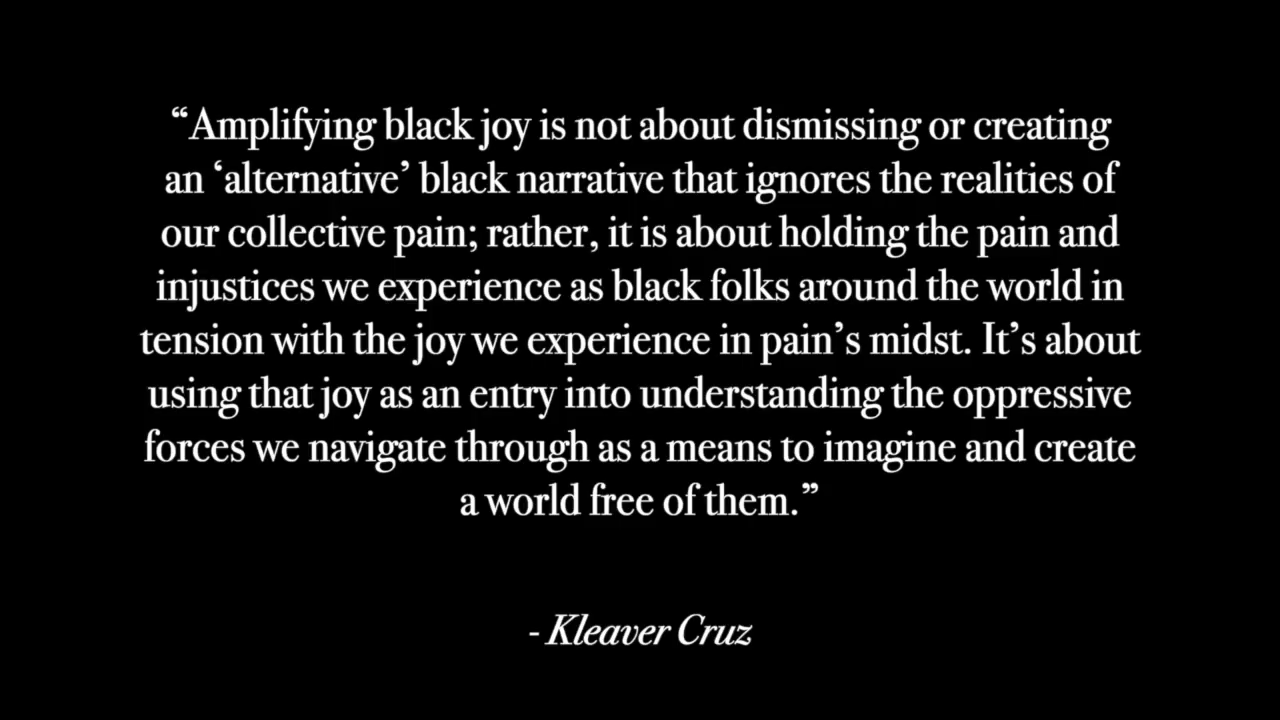 “Amplifying black joy is not about dismissing or creating
an ‘alternative’ black narrative that ignores the realities of
our collective pain; rather, it is about holding the pain and
injustices we experience as black folks around the world in
tension with the joy we experience in pain’s midst. It’s about
using that joy as an entry into understanding the oppressive
forces we navigate through as a means to imagine and create
a world free of them.”
- Kleaver Cruz